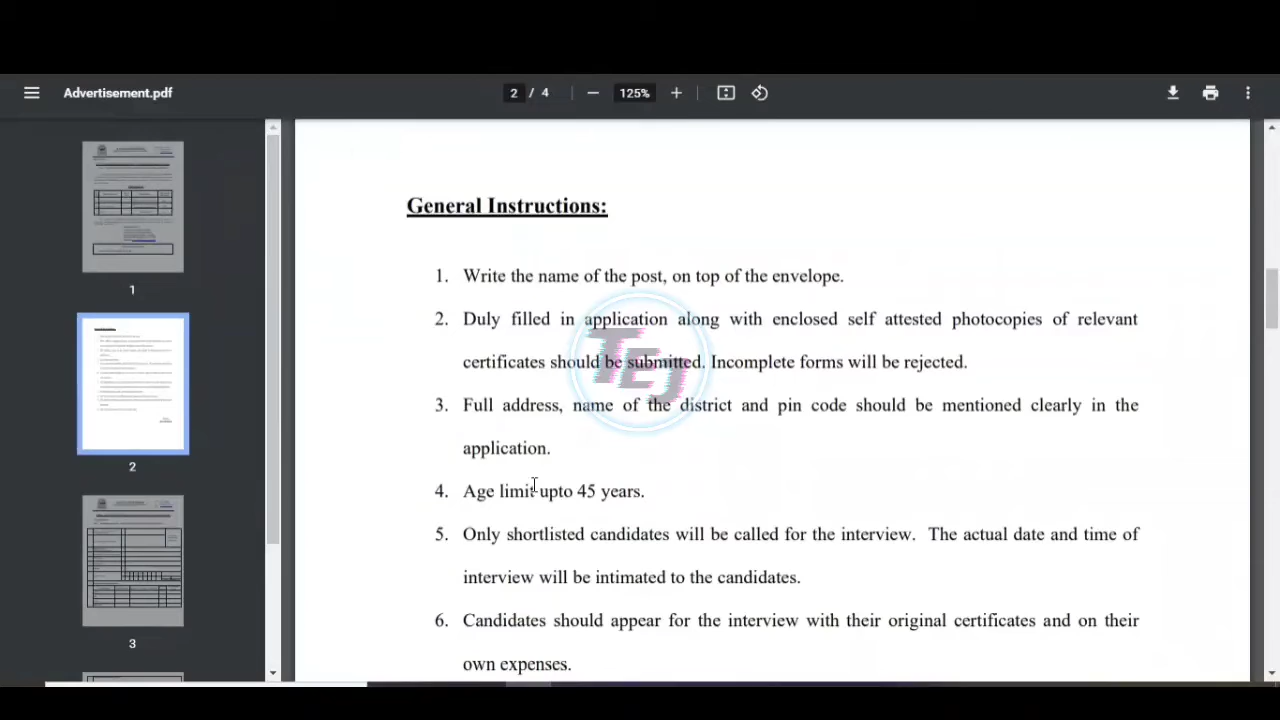 Advertisement.pdf
2 / 4
125%
General Instructions:
1. Write the name of the post, on top of the envelope.
2. Duly filled in application along with enclosed self attested photocopies of relevant
certificates should be submitted. Incomplete forms will be rejected.
3. Full address, name of the district and pin code should be mentioned clearly in the
application.
4. Age limit upto 45 years.
5. Only shortlisted candidates will be called for the interview. The actual date and time of
interview will be intimated to the candidates.
6. Candidates should appear for the interview with their original certificates and on their
own expenses.
TEJ
1
2
3